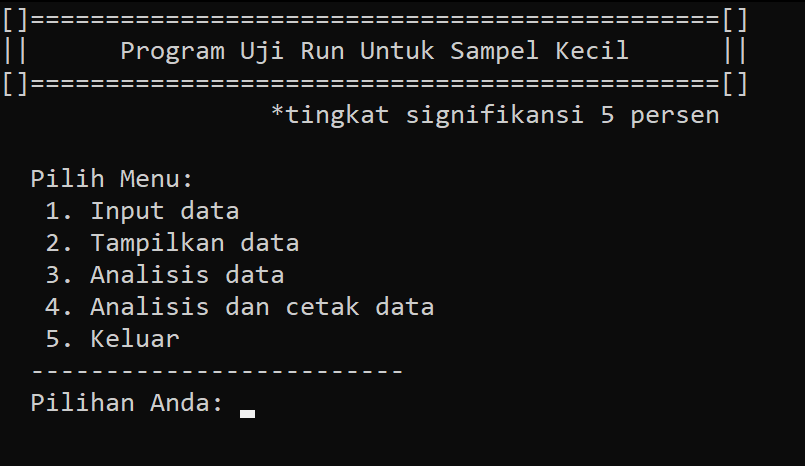 []==============================================[]
||      Program Uji Run Untuk Sampel Kecil      ||
[]==============================================[]
*tingkat signifikansi 5 persen
Pilih Menu:
1. Input data
2. Tampilkan data
3. Analisis data
4. Analisis dan cetak data
5. Keluar
-------------------------
Pilihan Anda: